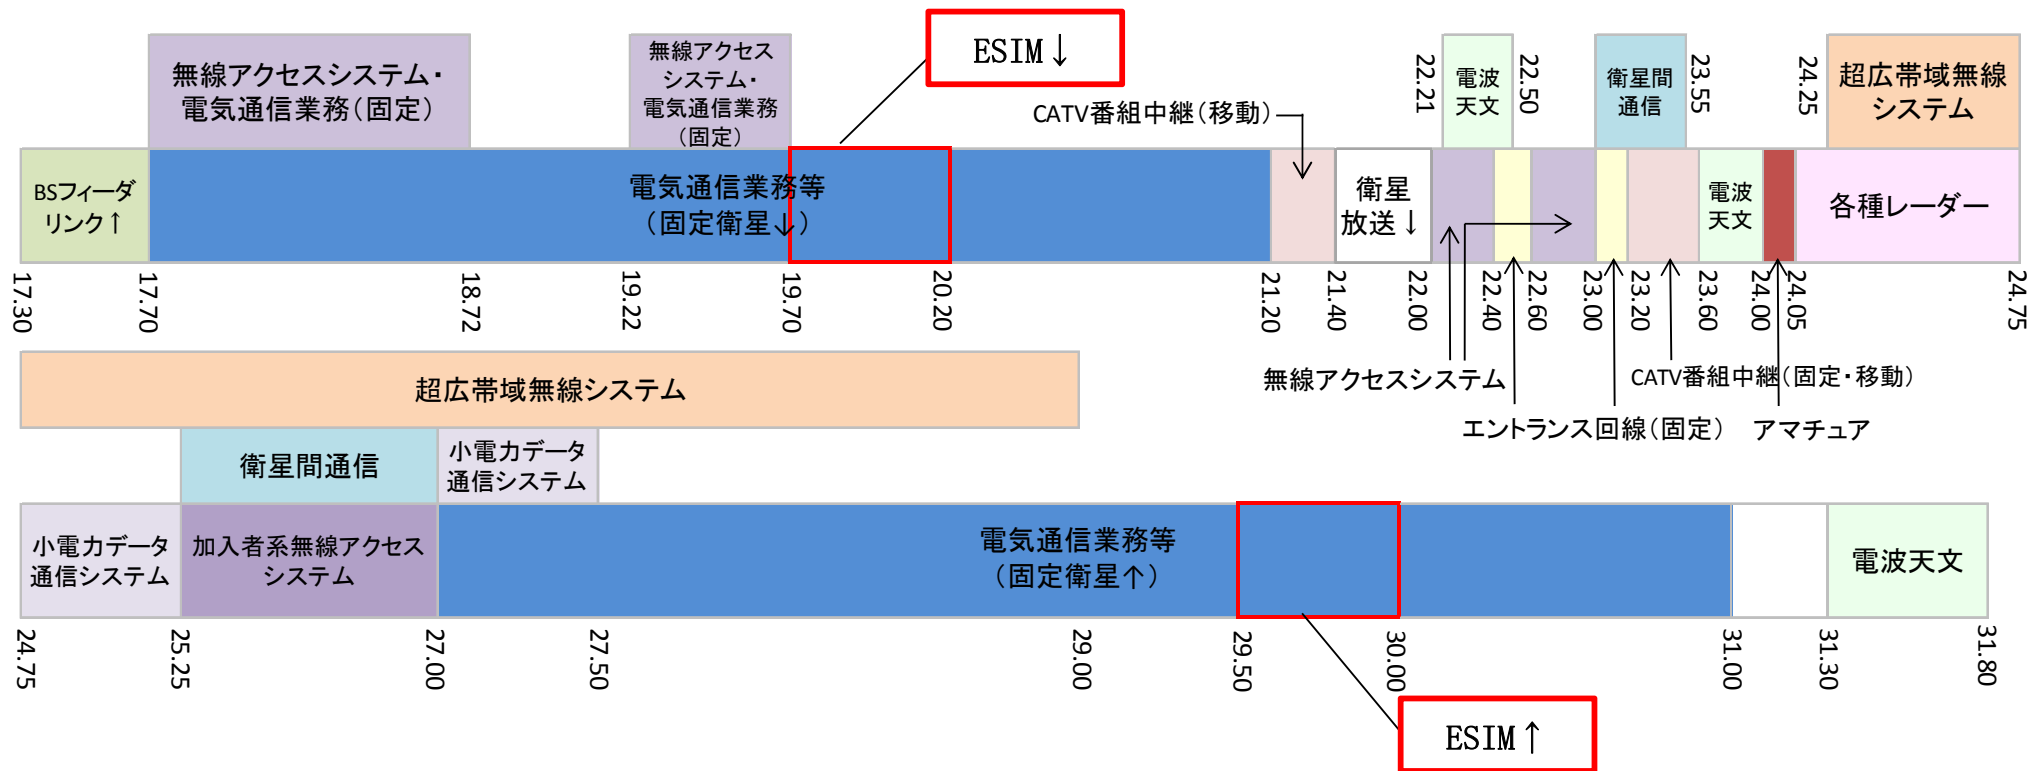 ESIM↓
無線アクセスシステム・
電気通信業務(固定)
無線アクセス
システム・
電気通信業務
(固定)
CATV番組中継(移動)
22.21
電波
天文
22.50
衛星間
通信
23.55
24.25
超広帯域無線
システム
BSフィーダ
リンク↑
電気通信業務等
(固定衛星↓)
衛星
放送↓
電波
天文
各種レーダー
17.30
17.70
18.72
19.22
19.70
20.20
21.20
21.40
22.00
22.40
22.60
23.00
23.20
23.60
24.00
24.05
24.75
無線アクセスシステム
CATV番組中継(固定・移動)
エントランス回線(固定)
アマチュア
超広帯域無線システム
衛星間通信
小電力データ
通信システム
小電力データ
通信システム
加入者系無線アクセス
システム
電気通信業務等
(固定衛星↑)
電波天文
24.75
25.25
27.00
27.50
29.00
29.50
30.00
31.00
31.30
31.80
ESIM↑